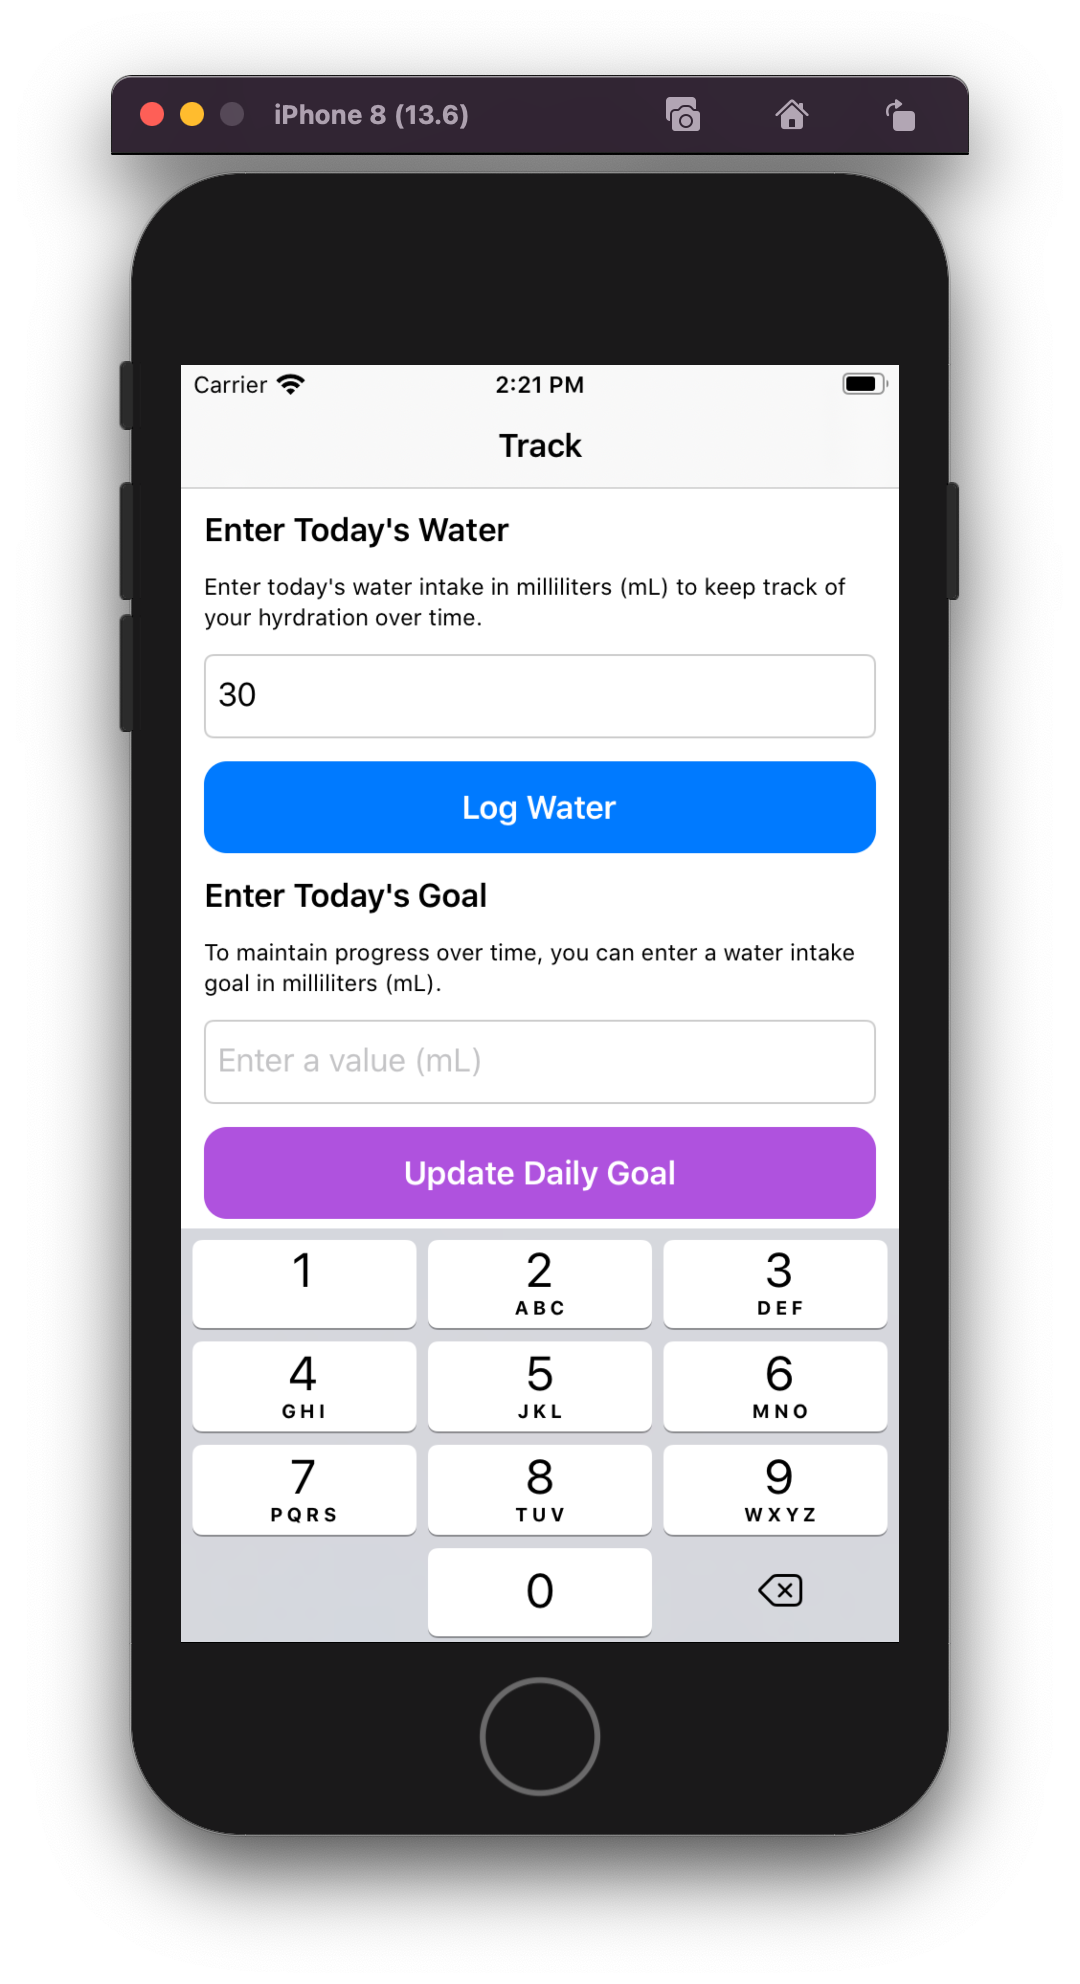 iPhone 8 (13.6)
Carrier 2:21 PM
Track
Enter Today's Water
Enter today's water intake in milliliters (mL) to keep track of
your hyrdration over time.
30
Log Water
Enter Today's Goal
To maintain progress over time, you can enter a water intake
goal in milliliters (mL).
Enter a value (mL)
Update Daily Goal
1 2 3
ABC DEF
4 5 6
GHI JKL MNO
7 8 9
PQRS TUV WXYZ
0